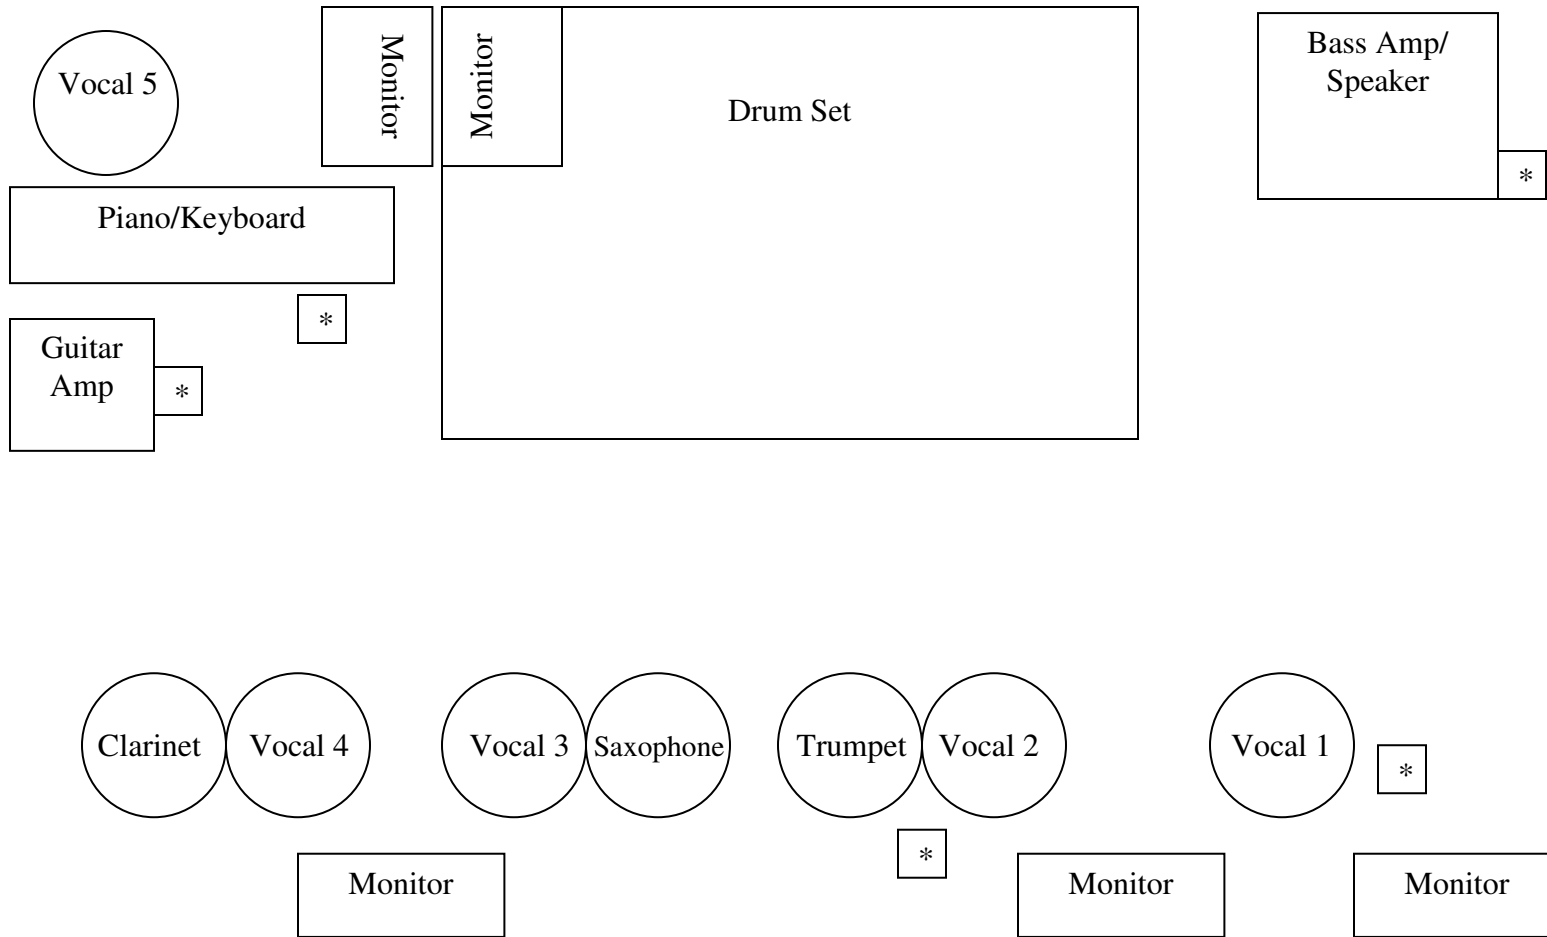 Vocal 5
Monitor
Monitor
Drum Set
Bass Amp/
Speaker
*
Piano/Keyboard
*
Guitar
Amp
*
Clarinet
Vocal 4
Vocal 3
Saxophone
Trumpet
Vocal 2
Vocal 1
*
*
Monitor
Monitor
Monitor